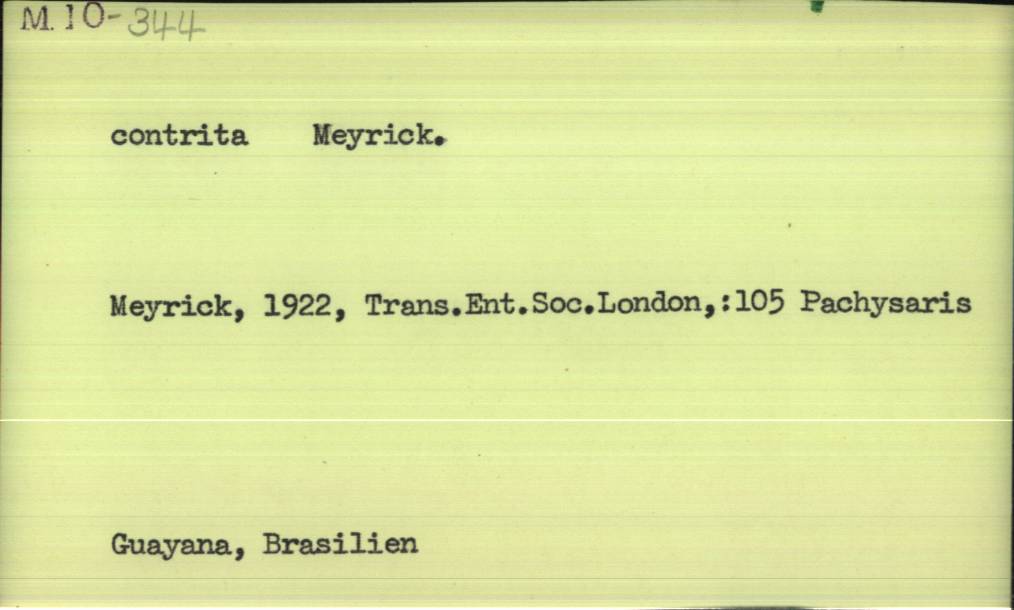 M.10-344
contrita Meyrick.
Meyrick, 1922, Trans.Ent.Soc.London,:105 Pachysaris
Guayana, Brasilien